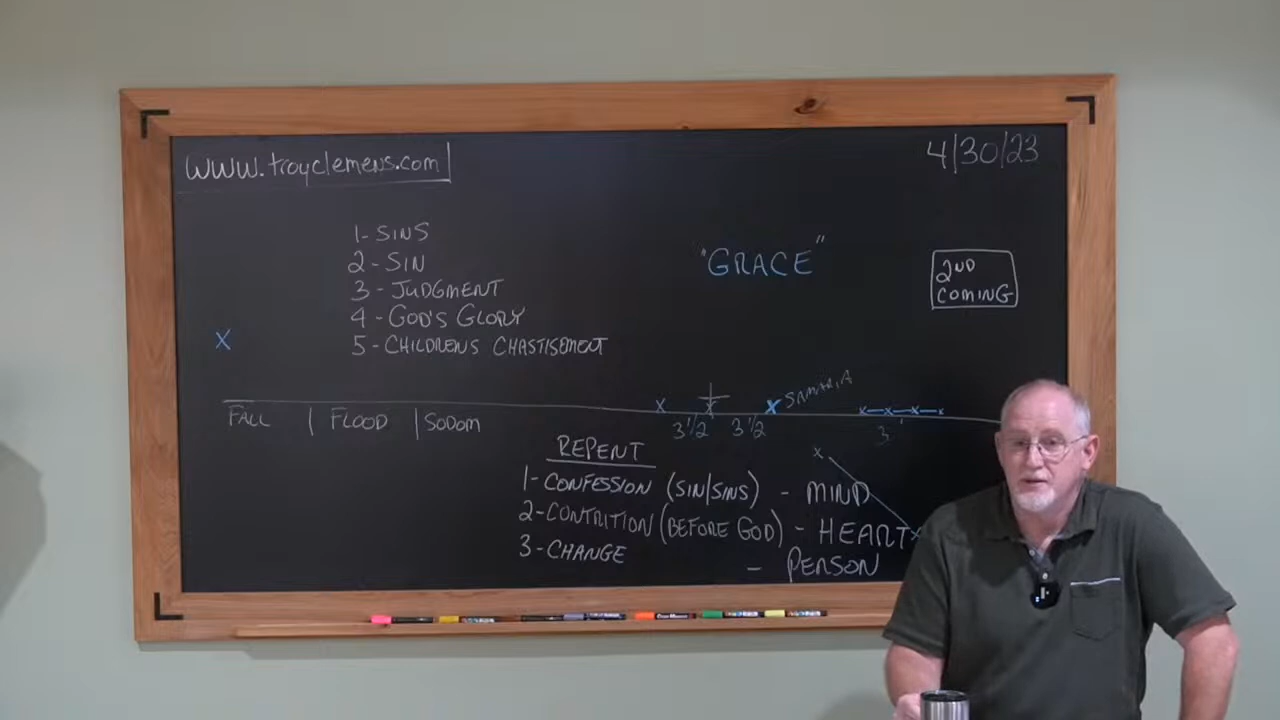 www.troyclemens.com
4/30/23
1- SINS
2- SIN
3- JUDGMENT
4- GOD'S GLORY
5- CHILDRENS CHASTISEMENT
"GRACE"
2ND
COMING
X
X
X
X SAMARIA
x x x x
FALL | FLOOD | SODOM
3 1/2 3 1/2
3
REPENT
1- CONFESSION (SIN/SINS) - MIND
2- CONTRITION (BEFORE GOD) - HEART
3- CHANGE - PERSON
x
x